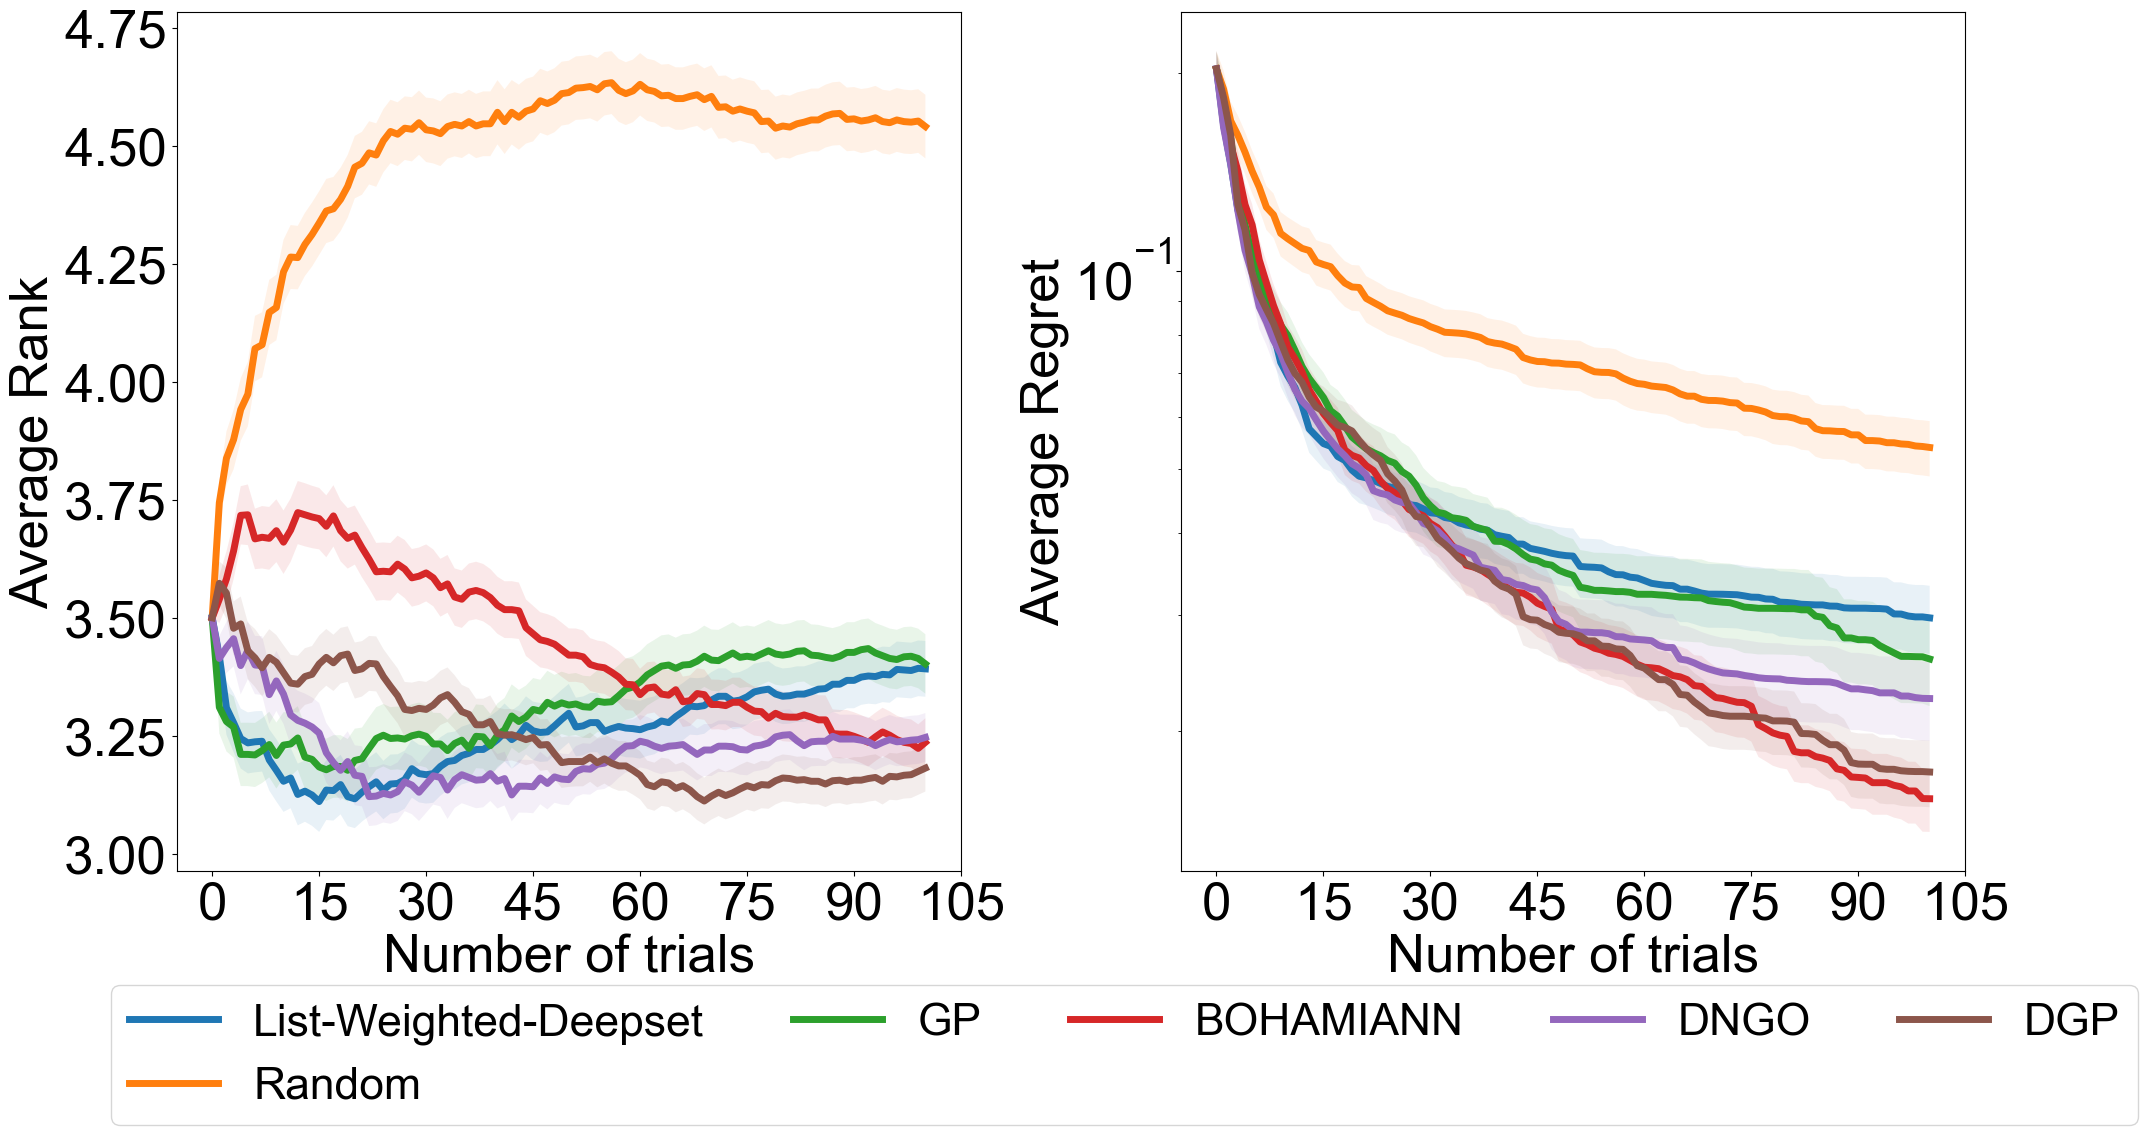 Average Rank
4.75
4.50
4.25
4.00
3.75
3.50
3.25
3.00
0 15 30 45 60 75 90 105
Number of trials
Average Regret
10⁻¹
0 15 30 45 60 75 90 105
Number of trials
List-Weighted-Deepset GP BOHAMIANN DNGO DGP
Random